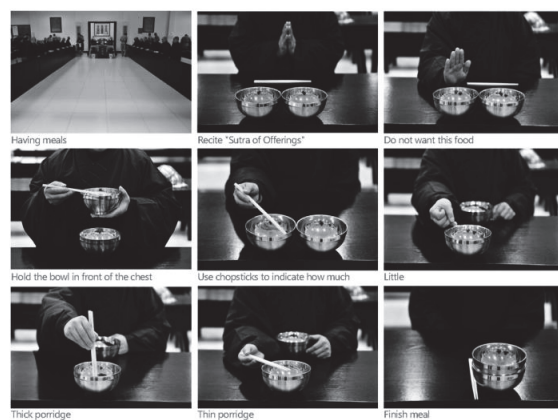 Having meals
Recite "Sutra of Offerings"
Do not want this food
Hold the bowl in front of the chest
Use chopsticks to indicate how much
Little
Thick porridge
Thin porridge
Finish meal